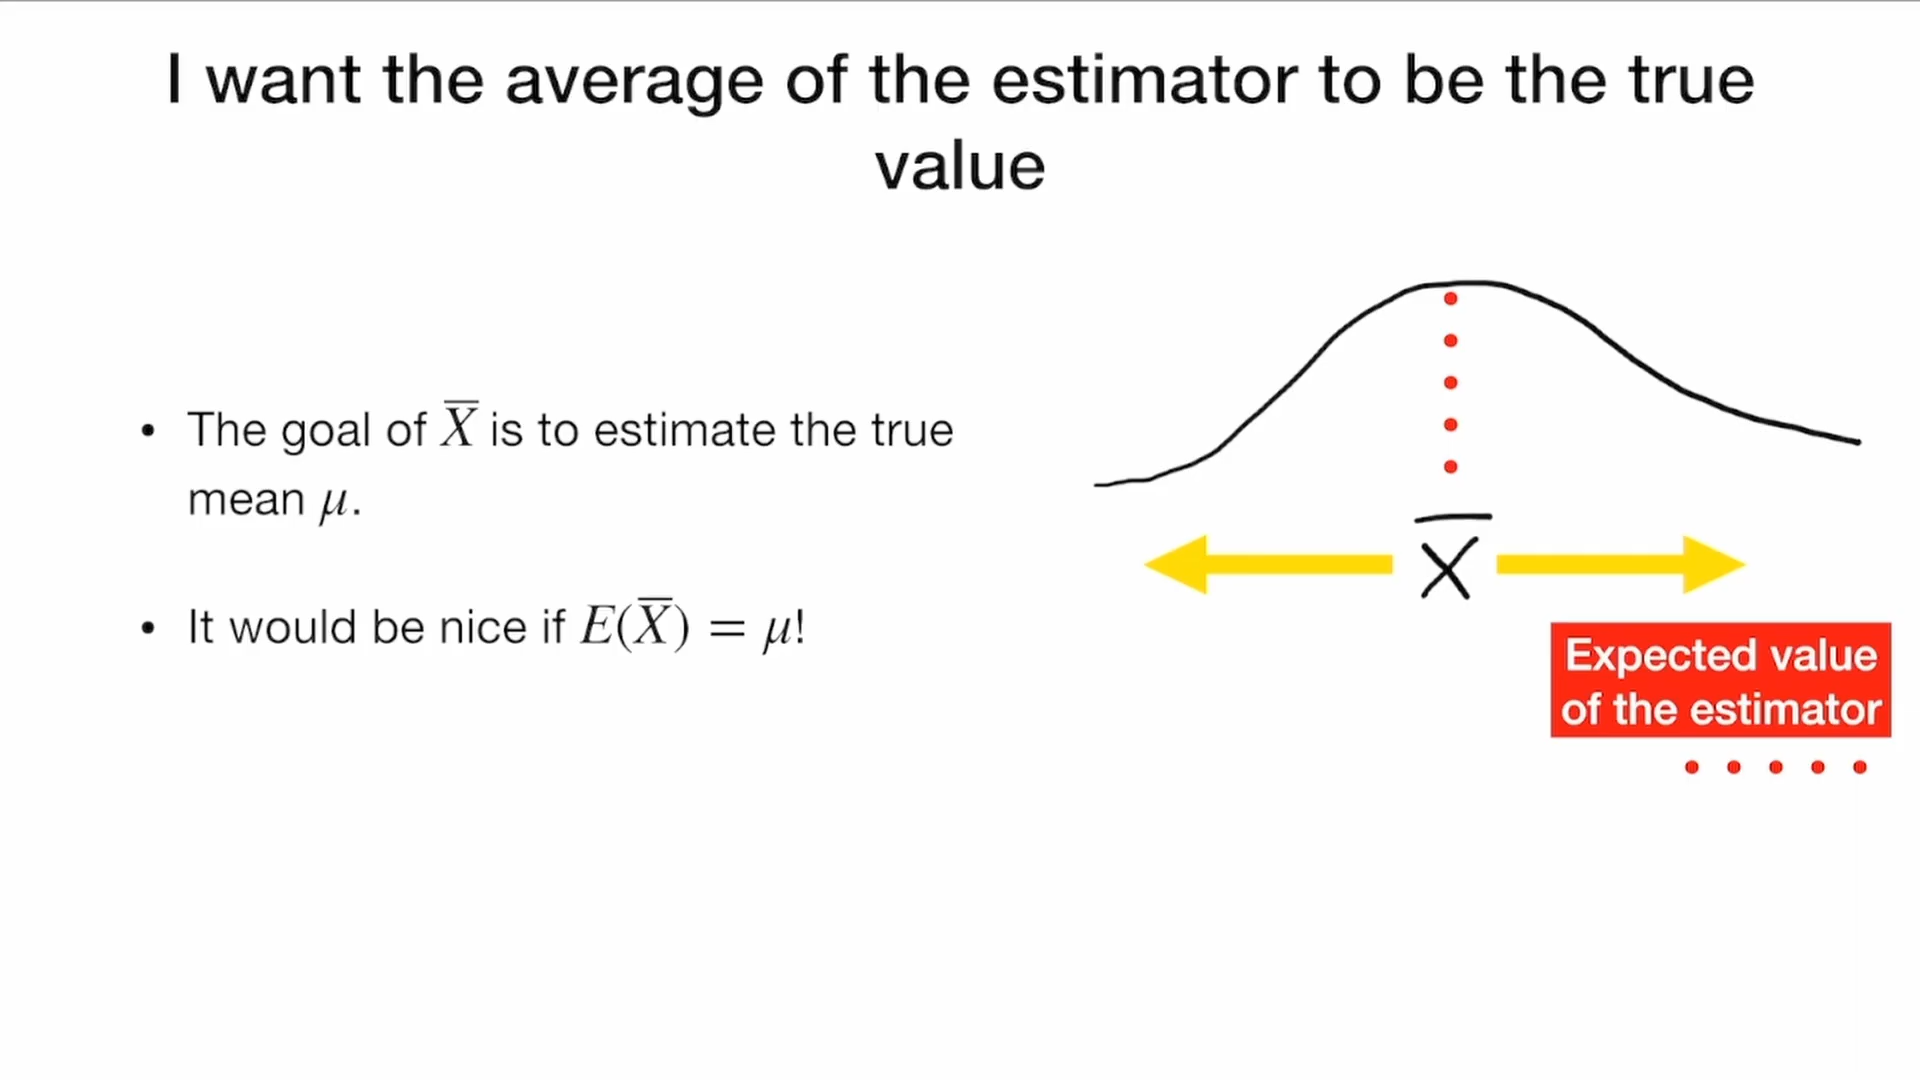 I want the average of the estimator to be the true
value
• The goal of X̅ is to estimate the true
mean μ.
• It would be nice if E(X̅) = μ!
X̅
Expected value
of the estimator